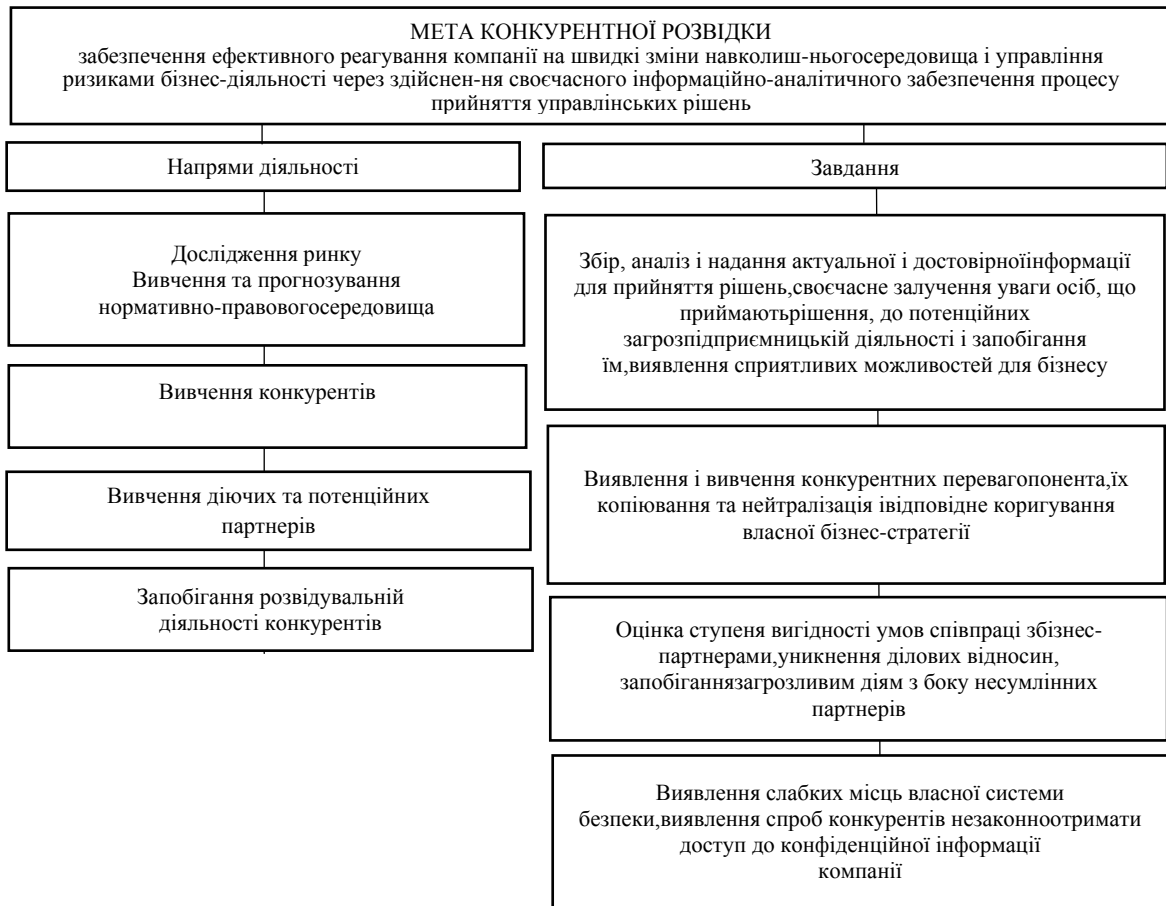 МЕТА КОНКУРЕНТНОЇ РОЗВІДКИ
забезпечення ефективного реагування компанії на швидкі зміни навколиш-ньогосередовища і управління
ризиками бізнес-діяльності через здійснен-ня своєчасного інформаційно-аналітичного забезпечення процесу
прийняття управлінських рішень
Напрями діяльності
Дослідження ринку
Вивчення та прогнозування
нормативно-правовогосередовища
Вивчення конкурентів
Вивчення діючих та потенційних
партнерів
Запобігання розвідувальній
діяльності конкурентів
Завдання
Збір, аналіз і надання актуальної і достовірноїінформації
для прийняття рішень,своєчасне залучення уваги осіб, що
приймаютьрішення, до потенційних
загрозпідприємницькій діяльності і запобігання
їм,виявлення сприятливих можливостей для бізнесу
Виявлення і вивчення конкурентних перевагопонента,їх
копіювання та нейтралізація івідповідне коригування
власної бізнес-стратегії
Оцінка ступеня вигідності умов співпраці збізнес-
партнерами,уникнення ділових відносин,
запобіганнязагрозливим діям з боку несумлінних
партнерів
Виявлення слабких місць власної системи
безпеки,виявлення спроб конкурентів незаконноотримати
доступ до конфіденційної інформації
компанії